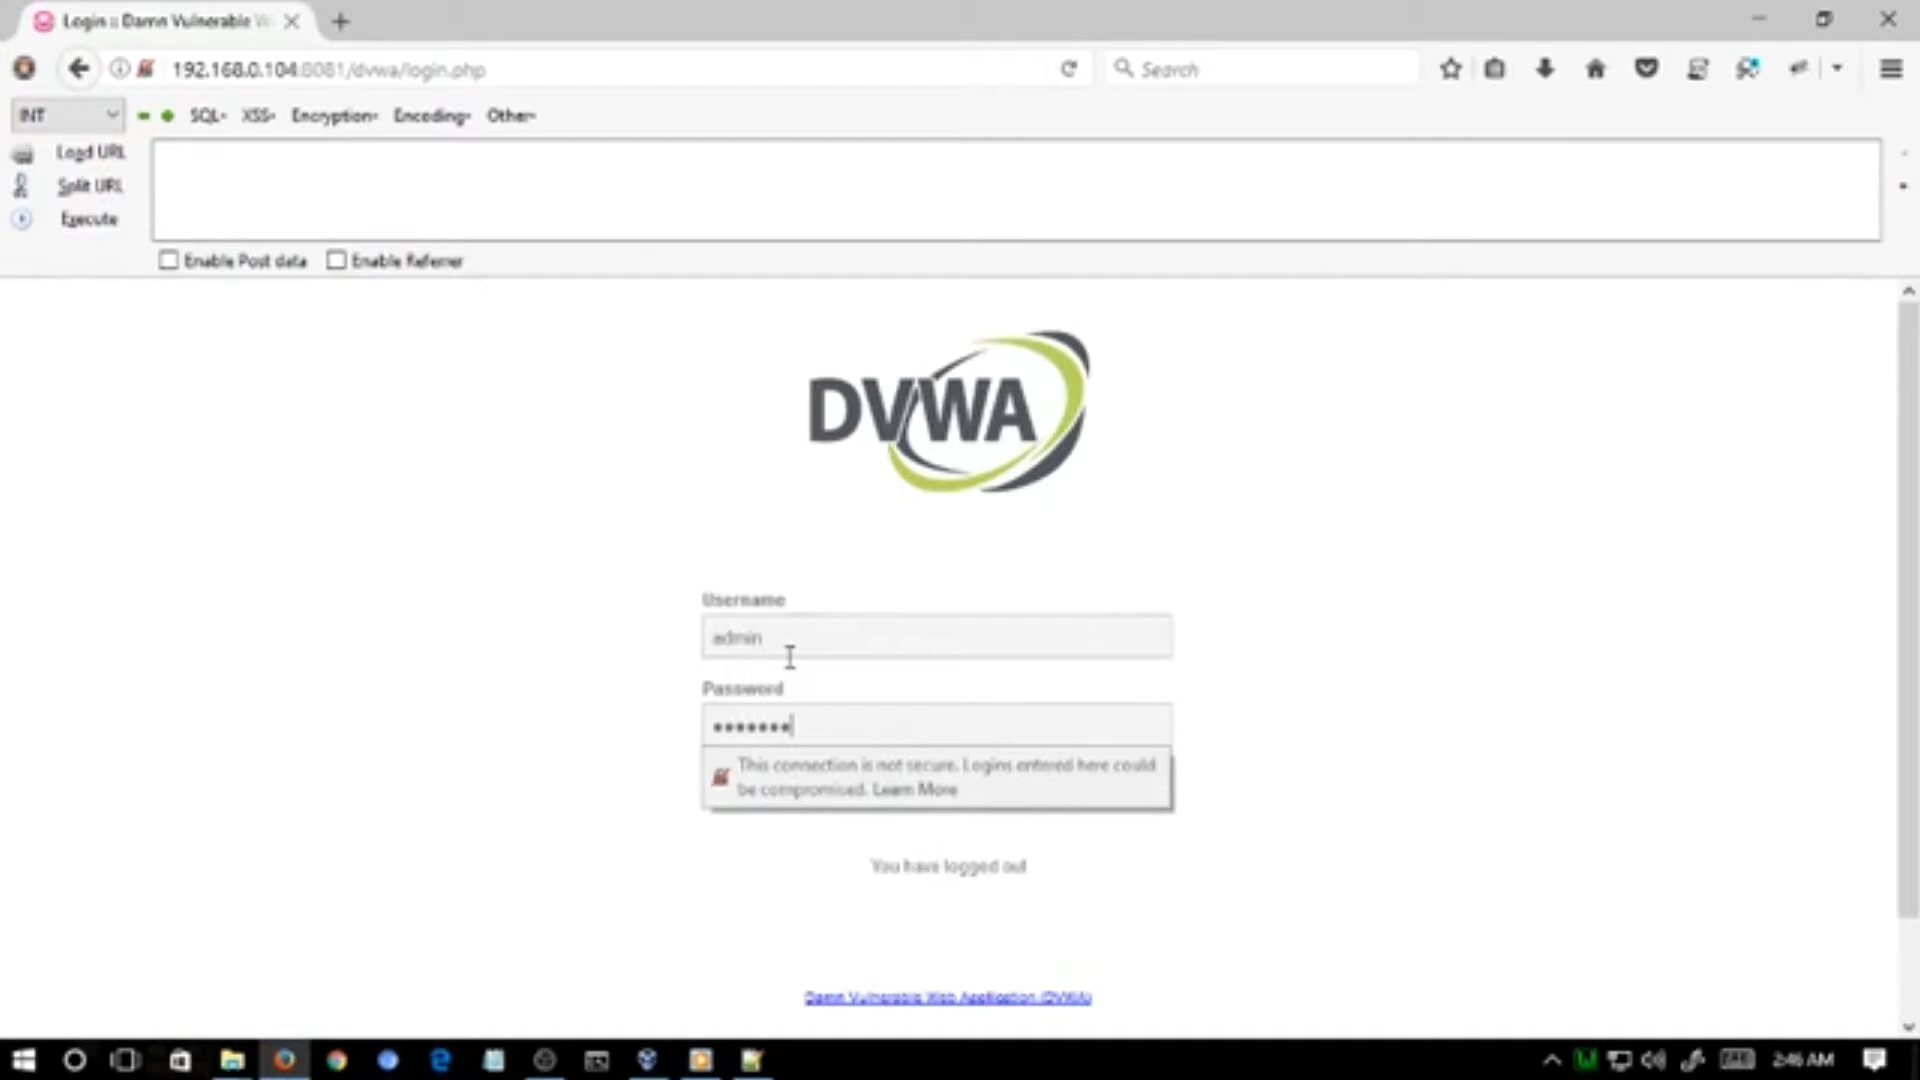 Login :: Damn Vulnerable W
192.168.0.104:8081/dvwa/login.php
Search
INT
SQL
XSS
Encryption
Encoding
Other
Load URL
Split URL
Execute
Enable Post data
Enable Referrer
DVWA
Username
admin
Password
This connection is not secure. Logins entered here could
be compromised. Learn More
You have logged out
Damn Vulnerable Web Application (DVWA)
2:46 AM